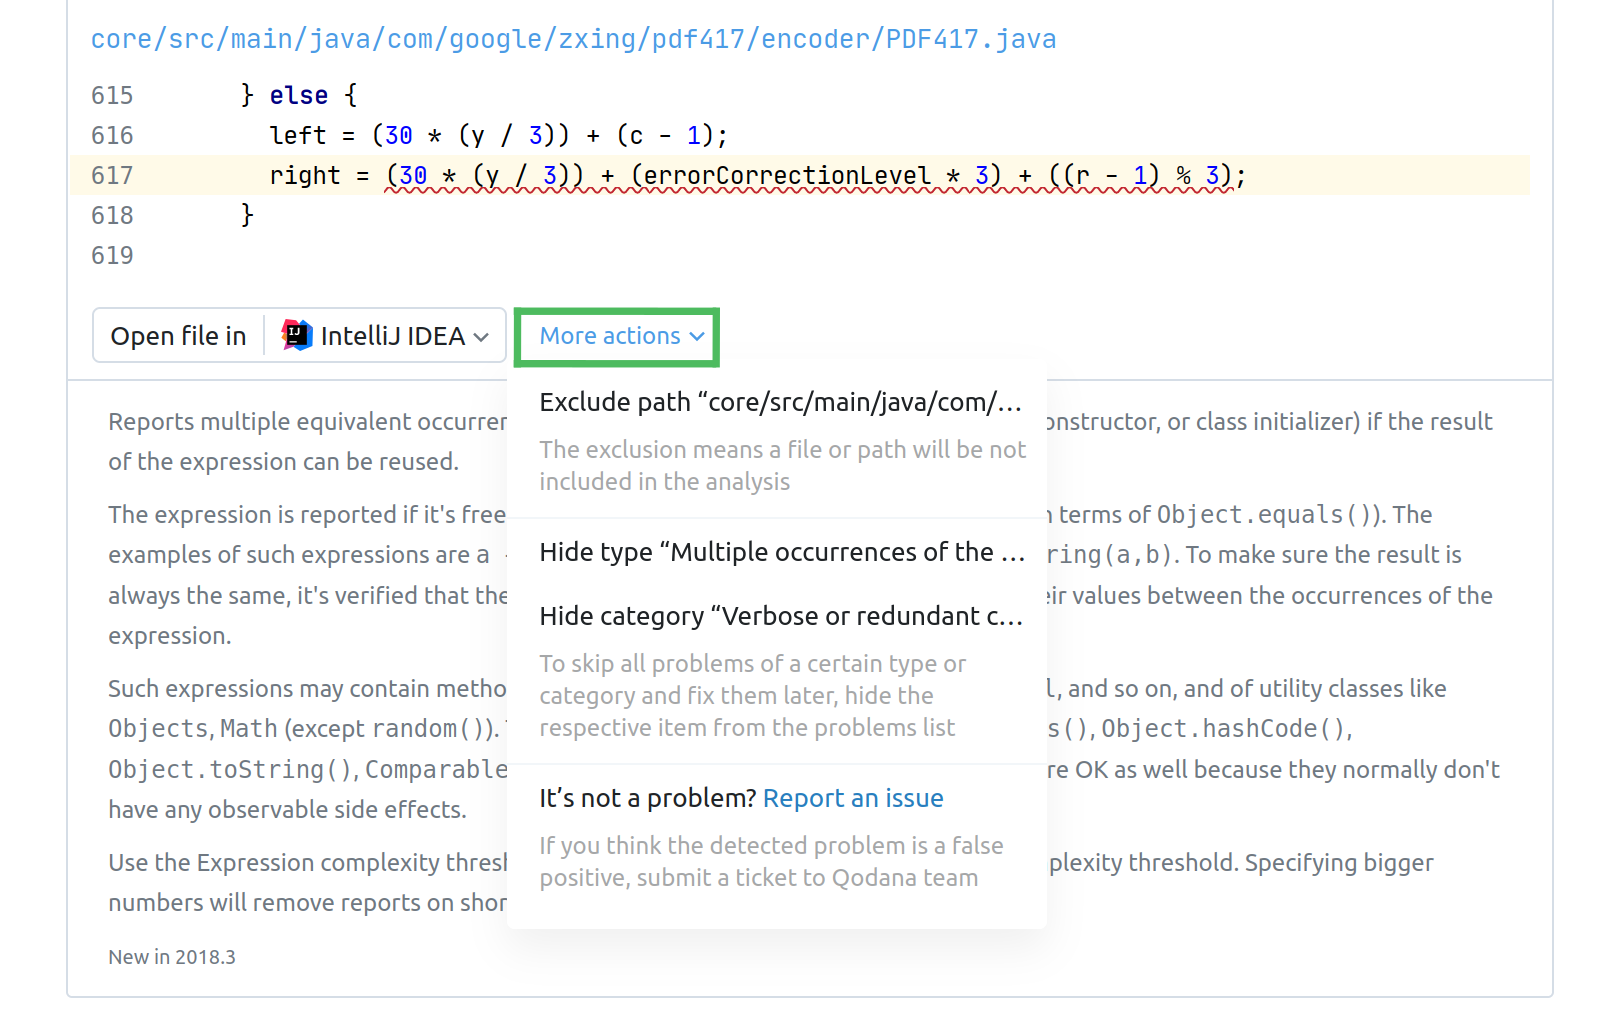 core/src/main/java/com/google/zxing/pdf417/encoder/PDF417.java
615 } else {
616 left = (30 * (y / 3)) + (c - 1);
617 right = (30 * (y / 3)) + (errorCorrectionLevel * 3) + ((r - 1) % 3);
618 }
619
Open file in IJ IntelliJ IDEA More actions
Exclude path “core/src/main/java/com/…
Reports multiple equivalent onstructor, or class initializer) if the result
The exclusion means a file or path will be not
of the expression can be reused.
included in the analysis
The expression is reported if it's free terms of Object.equals()). The
Hide type “Multiple occurrences of the …
examples of such expressions are a ring(a,b). To make sure the result is
always the same, it's verified that the eir values between the occurrences of the
Hide category “Verbose or redundant c…
expression.
To skip all problems of a certain type or
category and fix them later, hide the
Such expressions may contain metho , and so on, and of utility classes like
respective item from the problems list
Objects, Math (except random()). s(), Object.hashCode(),
Object.toString(), Comparable re OK as well because they normally don't
It’s not a problem? Report an issue
have any observable side effects.
If you think the detected problem is a false
Use the Expression complexity thresh plexity threshold. Specifying bigger
positive, submit a ticket to Qodana team
numbers will remove reports on shor
New in 2018.3